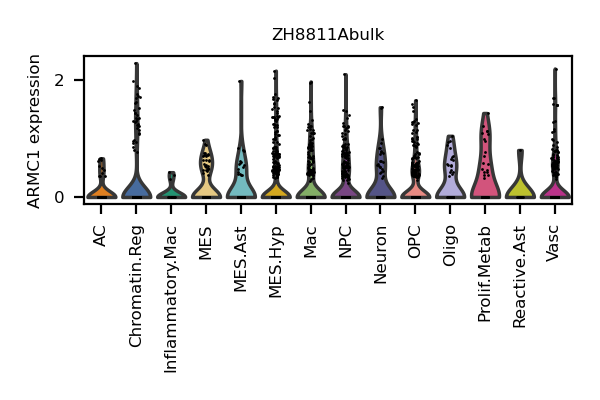 ZH8811Abulk
ARMC1 expression
2
0
AC
Chromatin.Reg
Inflammatory.Mac
MES
MES.Ast
MES.Hyp
Mac
NPC
Neuron
OPC
Oligo
Prolif.Metab
Reactive.Ast
Vasc